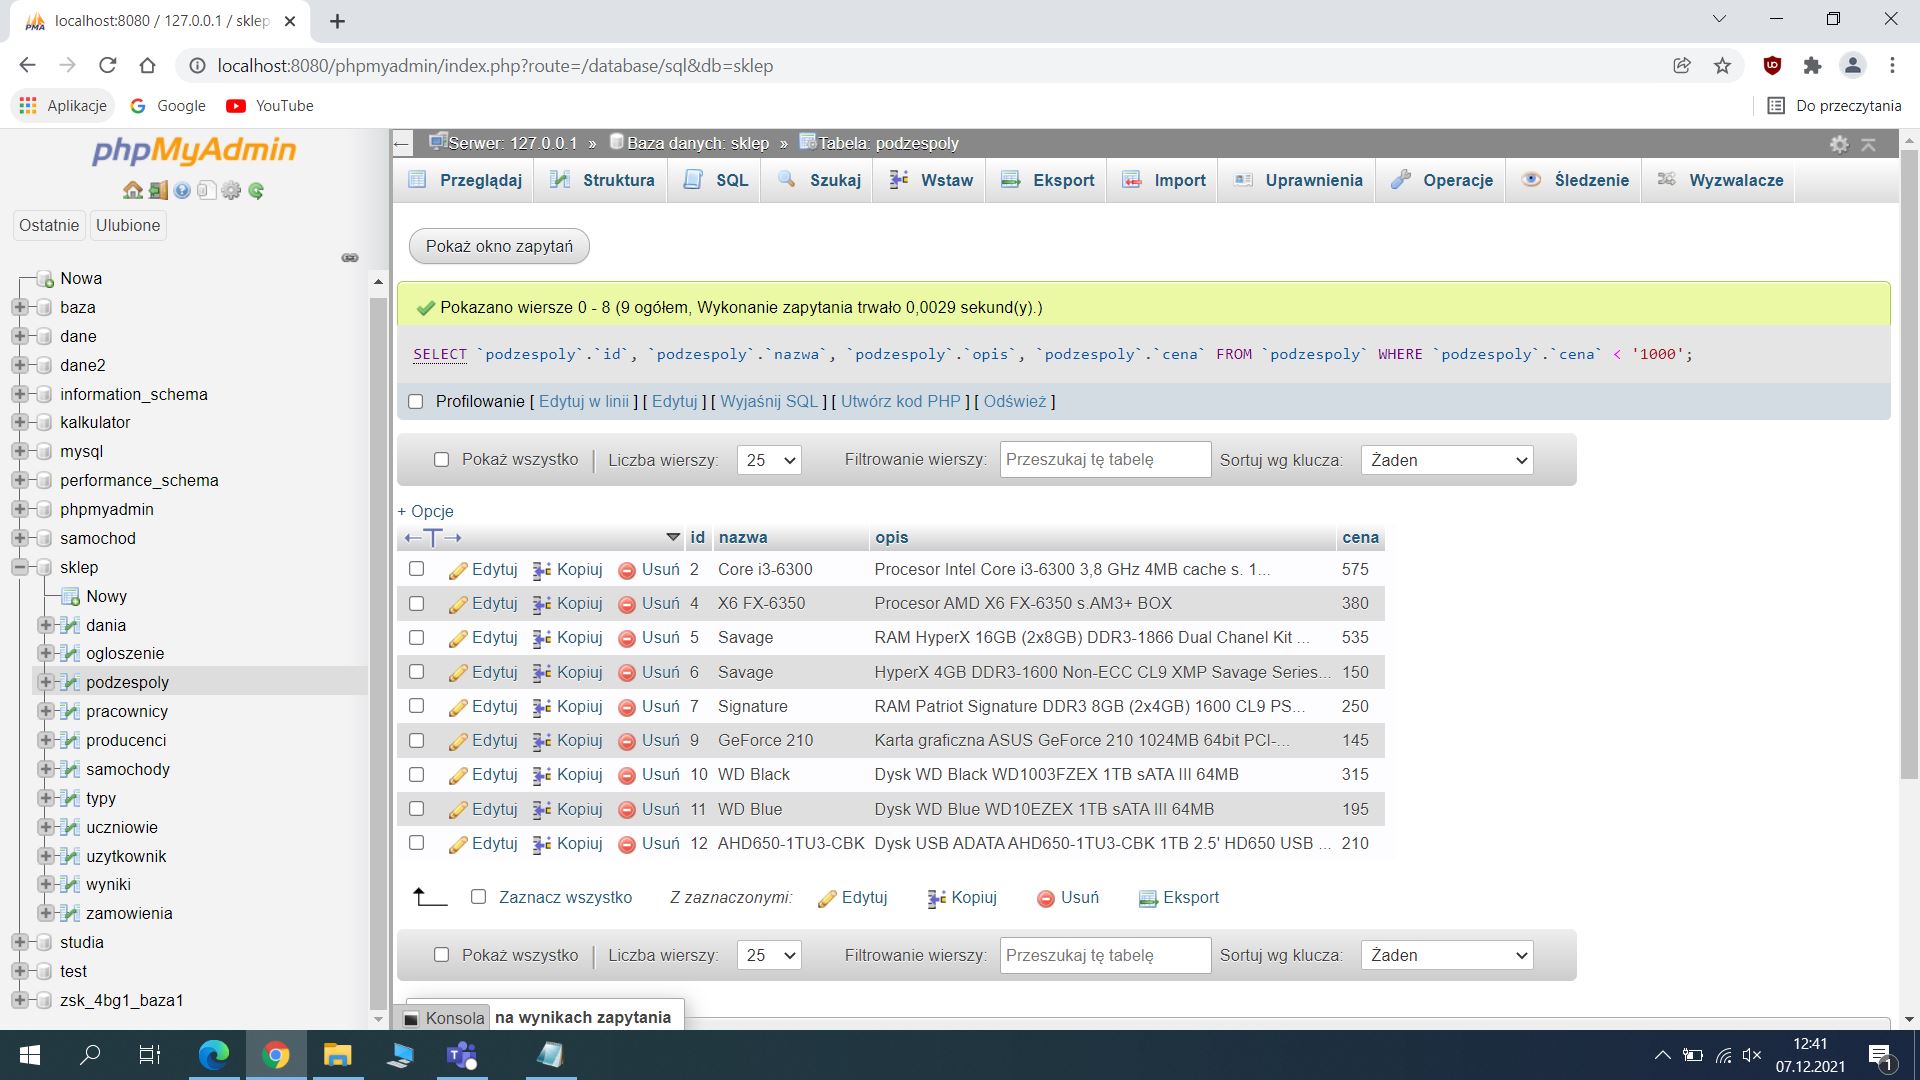 localhost:8080 / 127.0.0.1 / sklep
localhost:8080/phpmyadmin/index.php?route=/database/sql&db=sklep
Aplikacje Google YouTube Do przeczytania
phpMyAdmin
Ostatnie Ulubione
Nowa
baza
dane
dane2
information_schema
kalkulator
mysql
performance_schema
phpmyadmin
samochod
sklep
Nowy
dania
ogloszenie
podzespoly
pracownicy
producenci
samochody
typy
uczniowie
uzytkownik
wyniki
zamowienia
studia
test
zsk_4bg1_baza1
Serwer: 127.0.0.1 » Baza danych: sklep » Tabela: podzespoly
Przeglądaj Struktura SQL Szukaj Wstaw Eksport Import Uprawnienia Operacje Śledzenie Wyzwalacze
Pokaż okno zapytań
Pokazano wiersze 0 - 8 (9 ogółem, Wykonanie zapytania trwało 0,0029 sekund(y).)
SELECT `podzespoly`.`id`, `podzespoly`.`nazwa`, `podzespoly`.`opis`, `podzespoly`.`cena` FROM `podzespoly` WHERE `podzespoly`.`cena` < '1000';
Profilowanie [ Edytuj w linii ] [ Edytuj ] [ Wyjaśnij SQL ] [ Utwórz kod PHP ] [ Odśwież ]
Pokaż wszystko | Liczba wierszy: 25 Filtrowanie wierszy: Przeszukaj tę tabelę Sortuj wg klucza: Żaden
+ Opcje
←T→ id nazwa opis cena
Edytuj Kopiuj Usuń 2 Core i3-6300 Procesor Intel Core i3-6300 3,8 GHz 4MB cache s. 1... 575
Edytuj Kopiuj Usuń 4 X6 FX-6350 Procesor AMD X6 FX-6350 s.AM3+ BOX 380
Edytuj Kopiuj Usuń 5 Savage RAM HyperX 16GB (2x8GB) DDR3-1866 Dual Chanel Kit ... 535
Edytuj Kopiuj Usuń 6 Savage HyperX 4GB DDR3-1600 Non-ECC CL9 XMP Savage Series... 150
Edytuj Kopiuj Usuń 7 Signature RAM Patriot Signature DDR3 8GB (2x4GB) 1600 CL9 PS... 250
Edytuj Kopiuj Usuń 9 GeForce 210 Karta graficzna ASUS GeForce 210 1024MB 64bit PCI-... 145
Edytuj Kopiuj Usuń 10 WD Black Dysk WD Black WD1003FZEX 1TB sATA III 64MB 315
Edytuj Kopiuj Usuń 11 WD Blue Dysk WD Blue WD10EZEX 1TB sATA III 64MB 195
Edytuj Kopiuj Usuń 12 AHD650-1TU3-CBK Dysk USB ADATA AHD650-1TU3-CBK 1TB 2.5' HD650 USB ... 210
Zaznacz wszystko Z zaznaczonymi: Edytuj Kopiuj Usuń Eksport
Pokaż wszystko | Liczba wierszy: 25 Filtrowanie wierszy: Przeszukaj tę tabelę Sortuj wg klucza: Żaden
Konsola na wynikach zapytania
12:41
07.12.2021
1